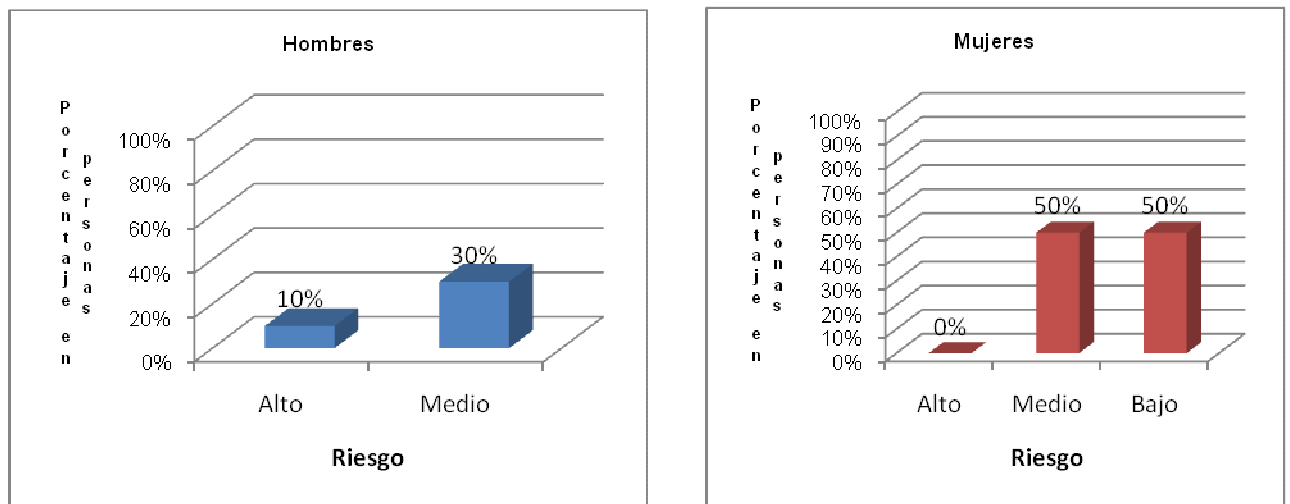 Hombres
Porcentaje en
personas
100%
80%
60%
40%
20%
0%
10%
30%
Alto Medio
Riesgo
Mujeres
Porcentaje en
personas
100%
90%
80%
70%
60%
50%
40%
30%
20%
10%
0%
0%
50%
50%
Alto Medio Bajo
Riesgo